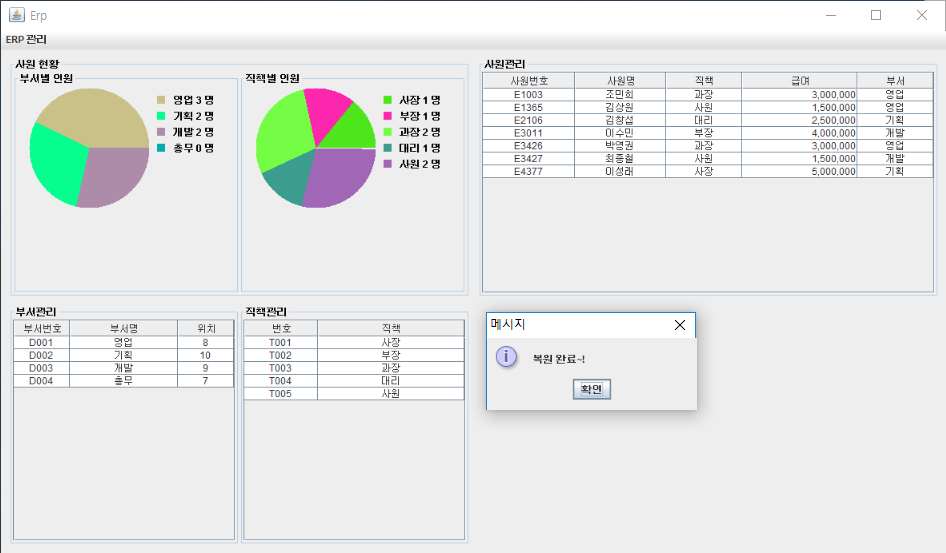 Erp
ERP 관리
사원 현황
부서별 인원
영업 3 명
기획 2 명
개발 2 명
총무 0 명
직책별 인원
사장 1 명
부장 1 명
과장 2 명
대리 1 명
사원 2 명
사원관리
사원번호 사원명 직책 급여 부서
E1003 조민희 과장 3,000,000 영업
E1365 김상원 사원 1,500,000 영업
E2106 김창섭 대리 2,500,000 기획
E3011 이수민 부장 4,000,000 개발
E3426 박영권 과장 3,000,000 영업
E3427 최종철 사원 1,500,000 개발
E4377 이성래 사장 5,000,000 기획
부서관리
부서번호 부서명 위치
D001 영업 8
D002 기획 10
D003 개발 9
D004 총무 7
직책관리
번호 직책
T001 사장
T002 부장
T003 과장
T004 대리
T005 사원
메시지
복원 완료~!
확인